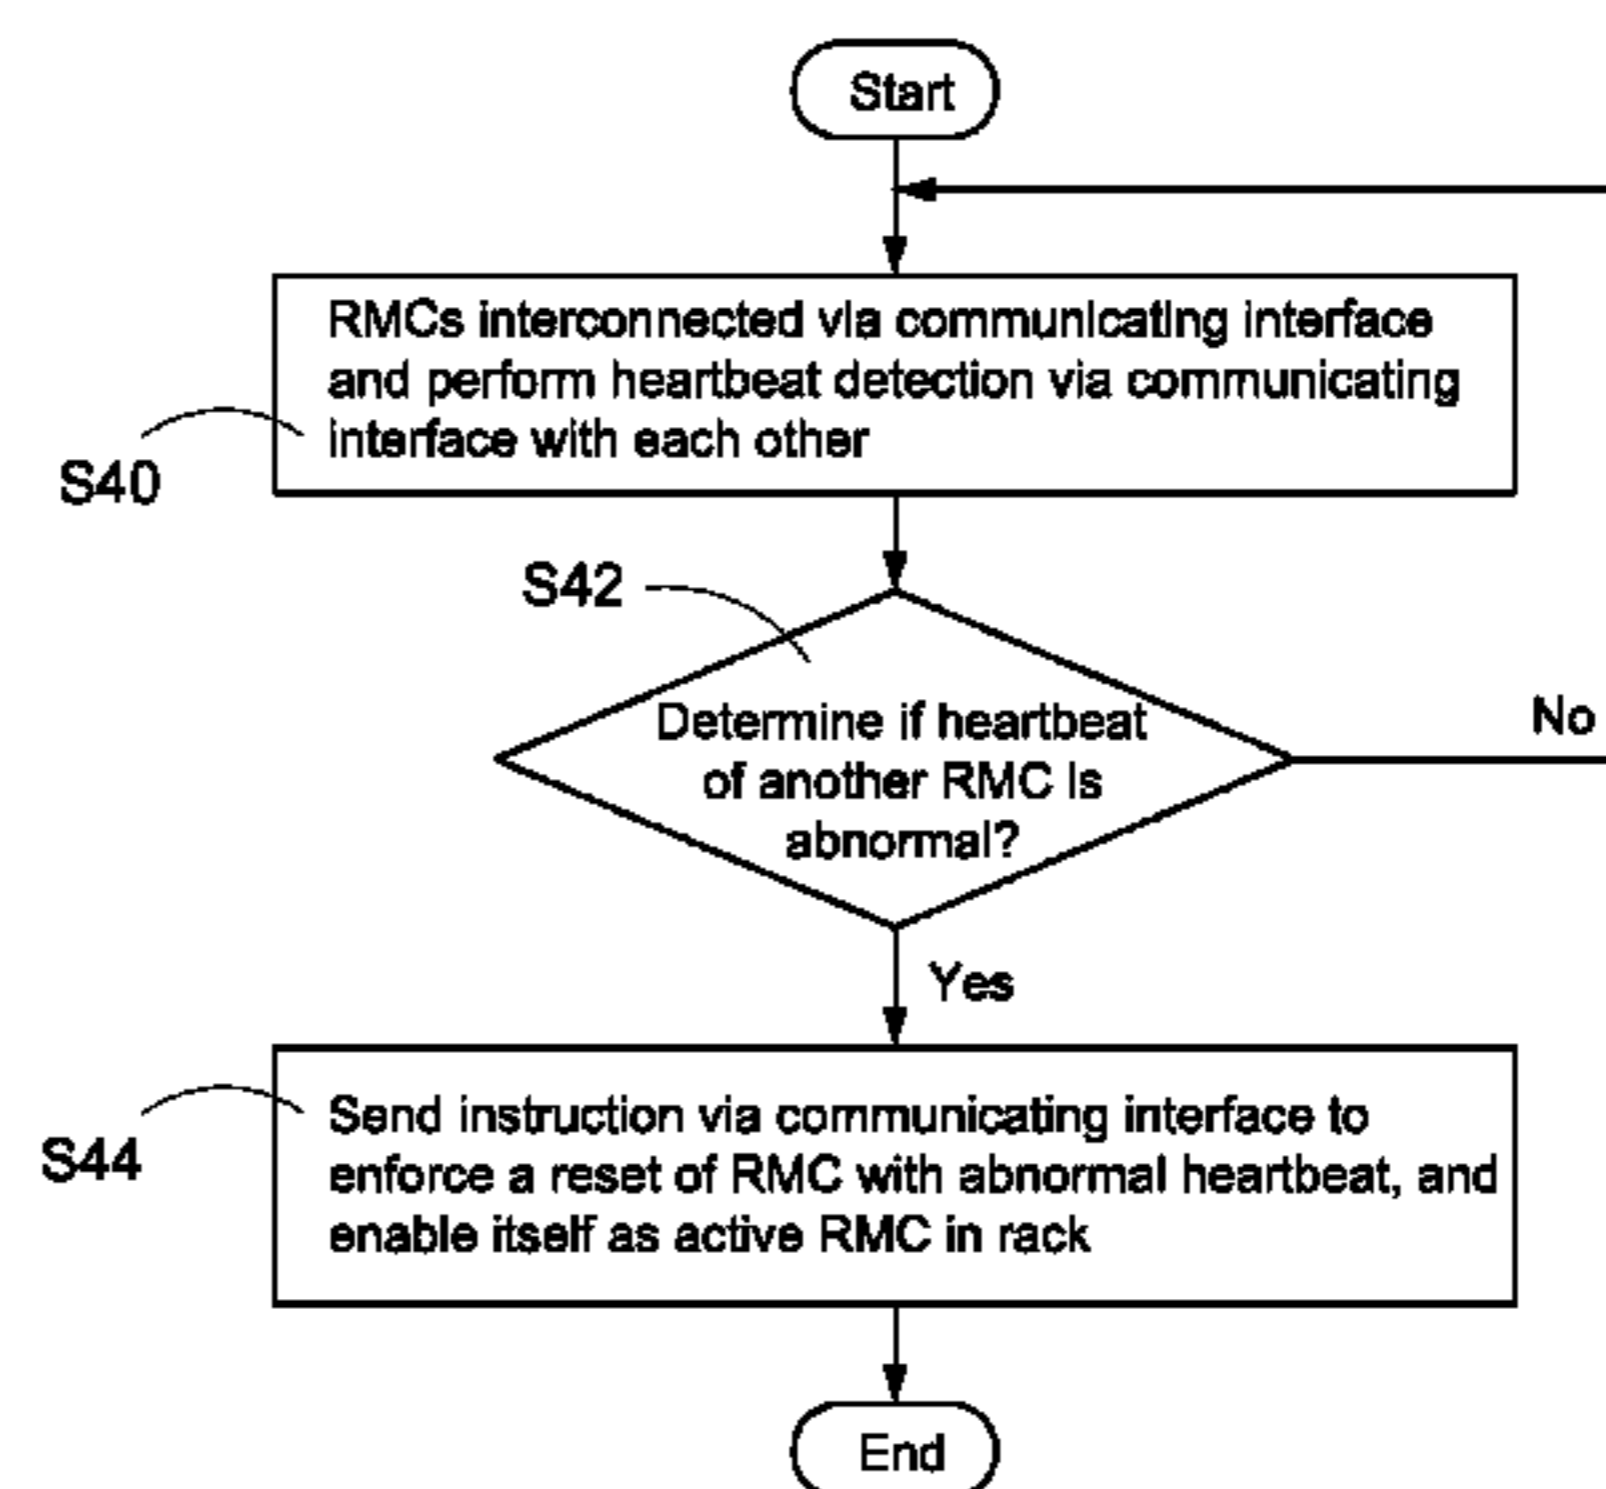 Start
RMCs interconnected via communicating interface
and perform heartbeat detection via communicating
interface with each other
S40
S42
Determine if heartbeat
of another RMC is
abnormal?
No
Yes
Send instruction via communicating interface to
enforce a reset of RMC with abnormal heartbeat, and
enable itself as active RMC in rack
S44
End